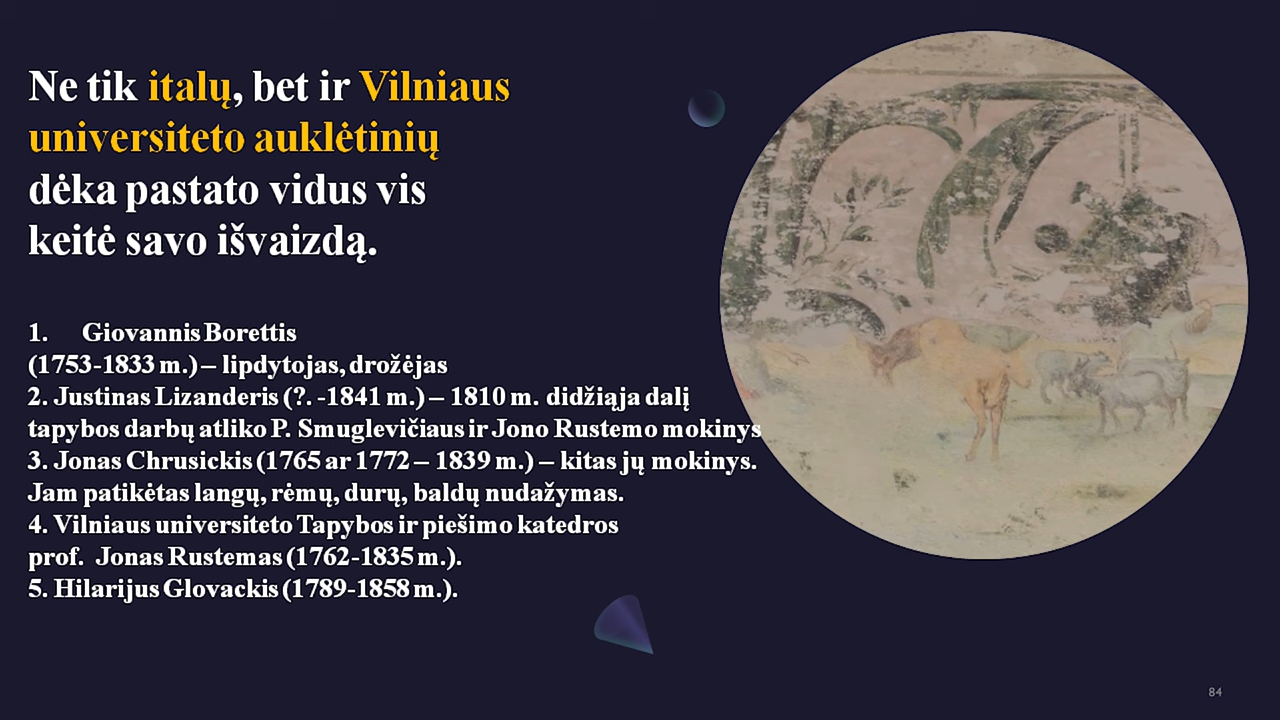 Ne tik italų, bet ir Vilniaus
universiteto auklėtinių
dėka pastato vidus vis
keitė savo išvaizdą.
1. Giovannis Borettis
(1753-1833 m.) – lipdytojas, drožėjas
2. Justinas Lizanderis (?. -1841 m.) – 1810 m. didžiąja dalį
tapybos darbų atliko P. Smuglevičiaus ir Jono Rustemo mokinys
3. Jonas Chrusickis (1765 ar 1772 – 1839 m.) – kitas jų mokinys.
Jam patikėtas langų, rėmų, durų, baldų nudažymas.
4. Vilniaus universiteto Tapybos ir piešimo katedros
prof. Jonas Rustemas (1762-1835 m.).
5. Hilarijus Glovackis (1789-1858 m.).
84